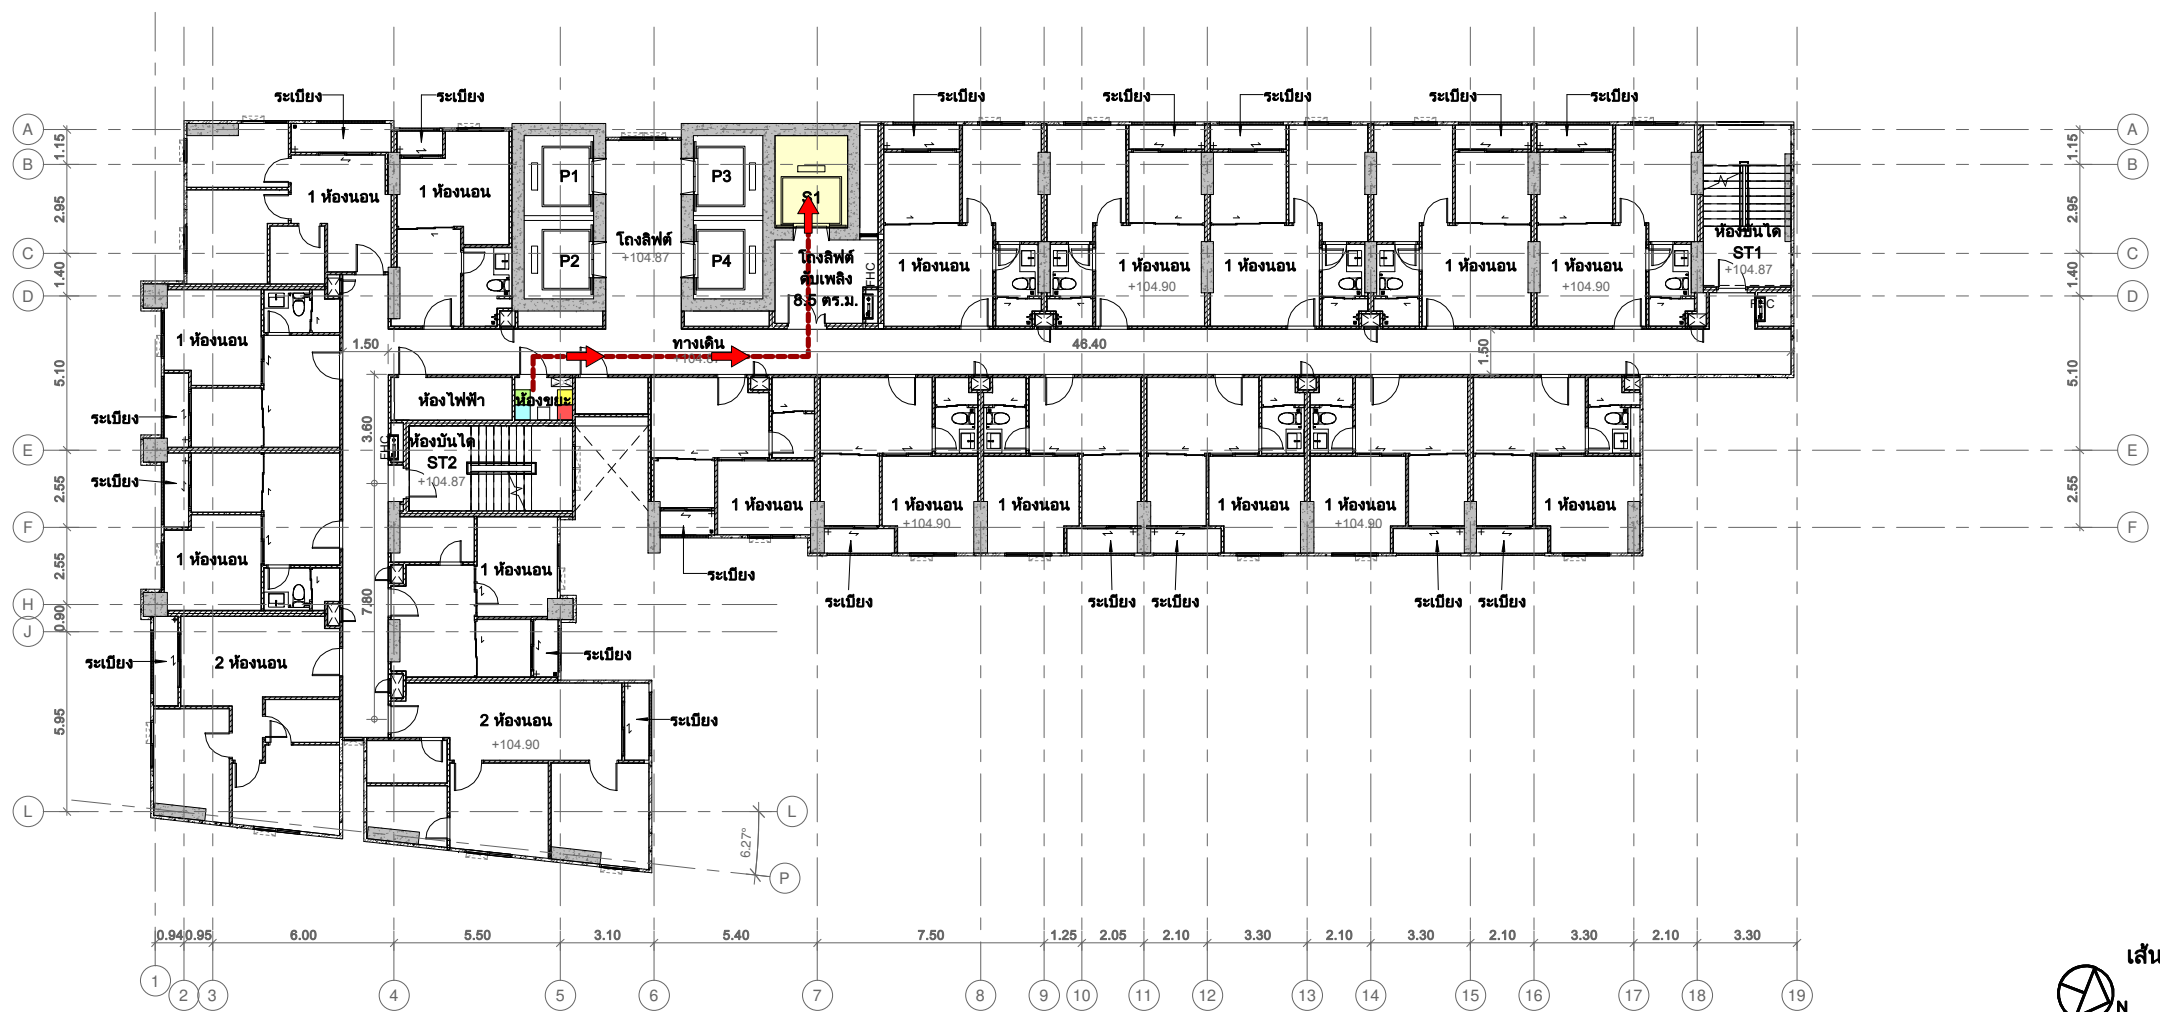 ระเบียง
ระเบียง
ระเบียง
ระเบียง
ระเบียง
ระเบียง
ระเบียง
A
A
1.15
1.15
B
B
P1
P3
S1
1 ห้องนอน
1 ห้องนอน
2.95
2.95
โถงลิฟต์
+104.87
ห้องบันได
ST1
+104.87
C
C
P2
P4
โถงลิฟต์
ดับเพลิง
8.5 ตร.ม.
FHC
1 ห้องนอน
1 ห้องนอน
+104.90
1 ห้องนอน
1 ห้องนอน
1 ห้องนอน
+104.90
1.40
1.40
D
D
FHC
1 ห้องนอน
1.50
ทางเดิน
+104.87
46.40
1.50
5.10
5.10
ห้องไฟฟ้า
ห้องขยะ
ระเบียง
3.60
FHC
ห้องบันได
ST2
+104.87
E
E
ระเบียง
2.55
2.55
1 ห้องนอน
1 ห้องนอน
+104.90
1 ห้องนอน
1 ห้องนอน
1 ห้องนอน
+104.90
1 ห้องนอน
F
F
1 ห้องนอน
1 ห้องนอน
2.55
ระเบียง
ระเบียง
ระเบียง
ระเบียง
ระเบียง
ระเบียง
H
7.80
0.90
J
ระเบียง
2 ห้องนอน
ระเบียง
2 ห้องนอน
+104.90
ระเบียง
5.95
L
L
6.27°
P
0.94
0.95
6.00
5.50
3.10
5.40
7.50
1.25
2.05
2.10
3.30
2.10
3.30
2.10
3.30
2.10
3.30
1
2
3
4
5
6
7
8
9
10
11
12
13
14
15
16
17
18
19
เส้น
N